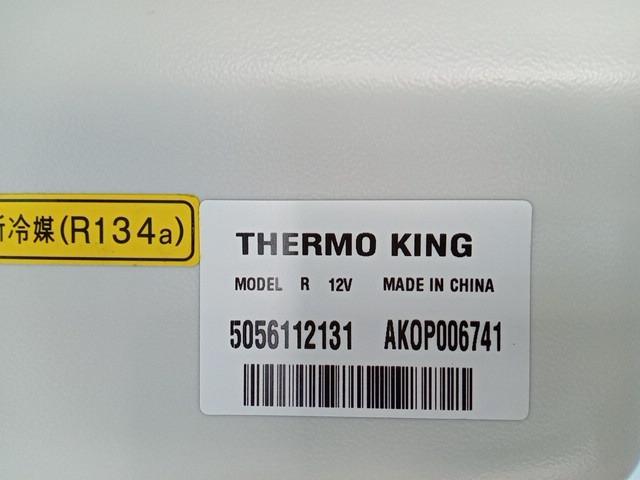 新冷媒(R134a)
THERMO KING
MODEL R 12V MADE IN CHINA
5056112131 AKOP006741